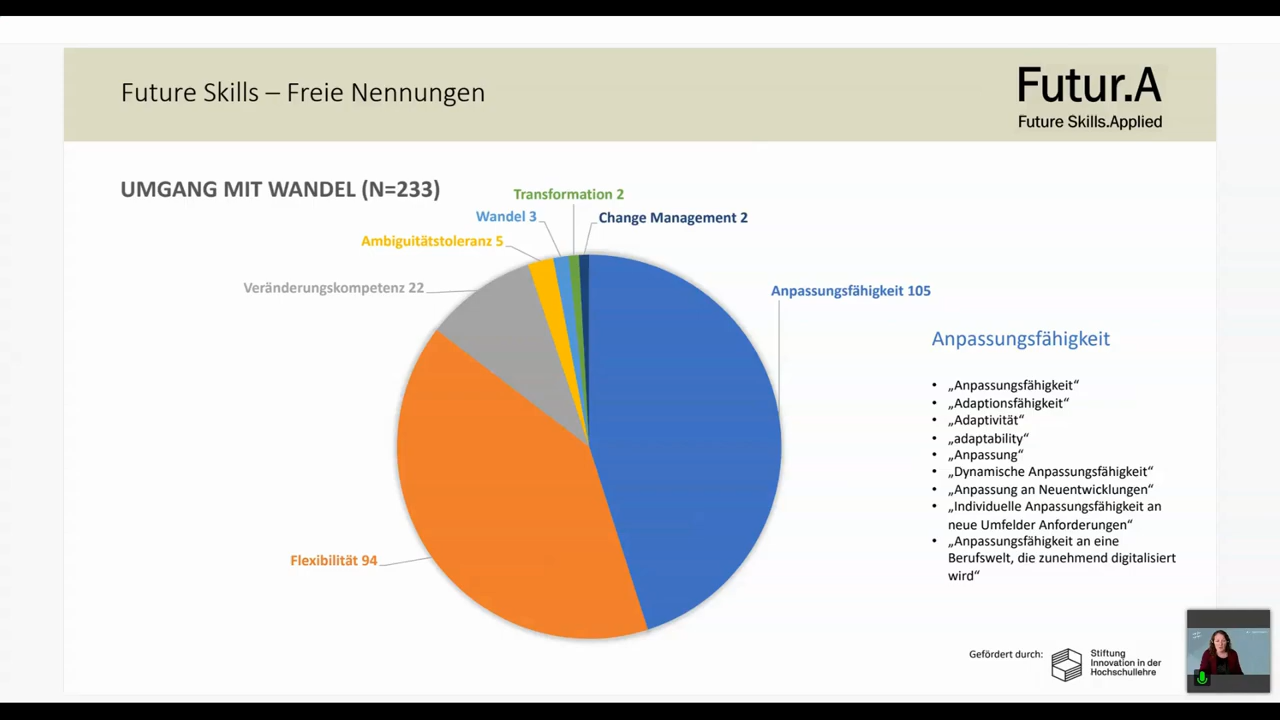 Future Skills – Freie Nennungen
Futur.A
Future Skills.Applied
UMGANG MIT WANDEL (N=233)
Transformation 2
Wandel 3
Change Management 2
Ambiguitätstoleranz 5
Veränderungskompetenz 22
Anpassungsfähigkeit 105
Flexibilität 94
Anpassungsfähigkeit
• „Anpassungsfähigkeit“
• „Adaptionsfähigkeit“
• „Adaptivität“
• „adaptability“
• „Anpassung“
• „Dynamische Anpassungsfähigkeit“
• „Anpassung an Neuentwicklungen“
• „Individuelle Anpassungsfähigkeit an
neue Umfelder Anforderungen“
• „Anpassungsfähigkeit an eine
Berufswelt, die zunehmend digitalisiert
wird“
Gefördert durch:
Stiftung
Innovation in der
Hochschullehre